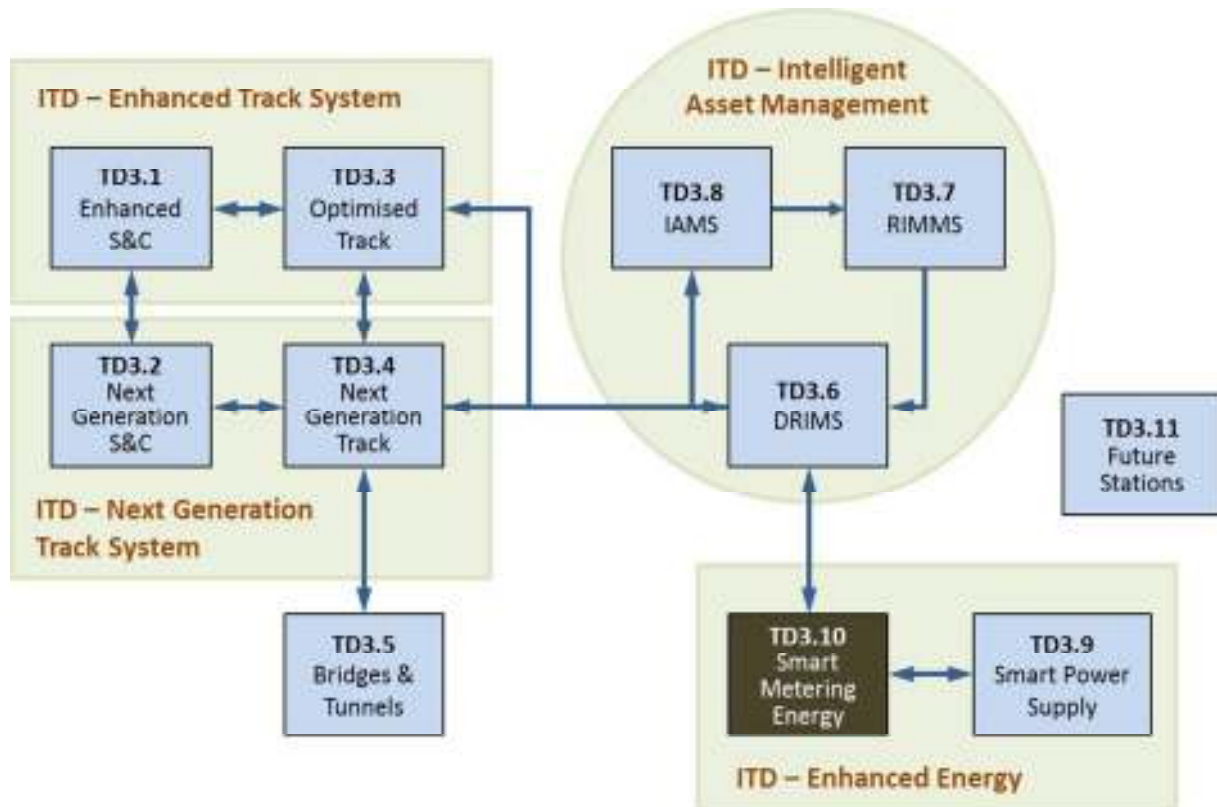 ITD – Enhanced Track System
TD3.1
Enhanced
S&C
TD3.3
Optimised
Track
TD3.2
Next
Generation
S&C
TD3.4
Next
Generation
Track
ITD – Next Generation
Track System
TD3.5
Bridges &
Tunnels
ITD – Intelligent
Asset Management
TD3.8
IAMS
TD3.7
RIMMS
TD3.6
DRIMS
TD3.11
Future
Stations
TD3.10
Smart
Metering
Energy
TD3.9
Smart Power
Supply
ITD – Enhanced Energy